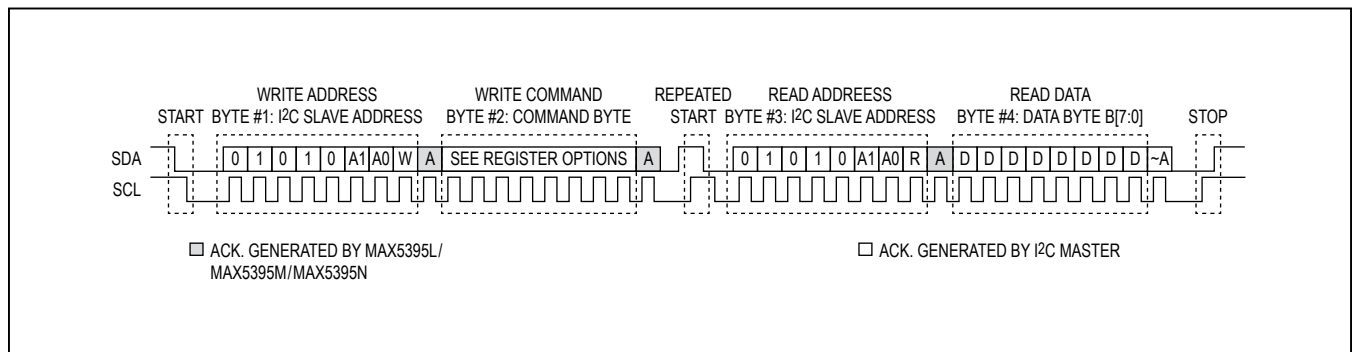 WRITE ADDRESS WRITE COMMAND REPEATED READ ADDREESS READ DATA
START BYTE #1: I²C SLAVE ADDRESS BYTE #2: COMMAND BYTE START BYTE #3: I²C SLAVE ADDRESS BYTE #4: DATA BYTE B[7:0] STOP
SDA 0 1 0 1 0 A1 A0 W A SEE REGISTER OPTIONS A 0 1 0 1 0 A1 A0 R A D D D D D D D D ~A
SCL
ACK. GENERATED BY MAX5395L/ ACK. GENERATED BY I²C MASTER
MAX5395M/MAX5395N